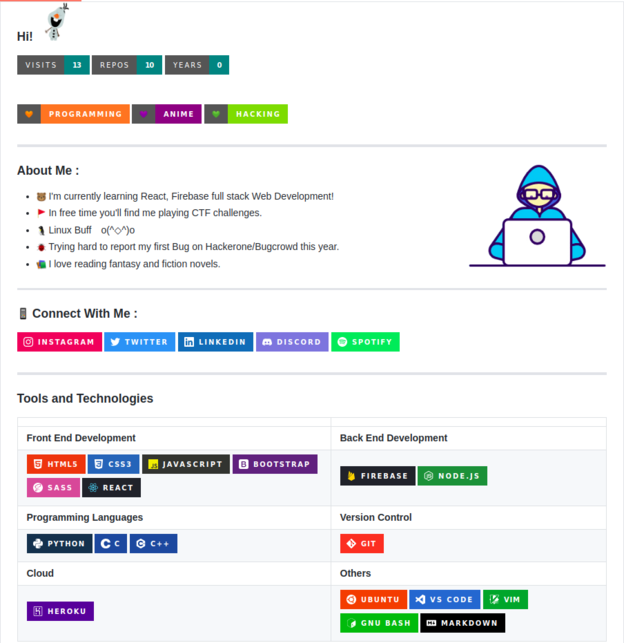 Hi!
VISITS 13 REPOS 10 YEARS 0
PROGRAMMING ANIME HACKING
About Me :
I'm currently learning React, Firebase full stack Web Development!
In free time you'll find me playing CTF challenges.
Linux Buff o(^◇^)o
Trying hard to report my first Bug on Hackerone/Bugcrowd this year.
I love reading fantasy and fiction novels.
Connect With Me :
INSTAGRAM TWITTER LINKEDIN DISCORD SPOTIFY
Tools and Technologies
Front End Development Back End Development
HTML5 CSS3 JAVASCRIPT BOOTSTRAP
SASS REACT
FIREBASE NODE.JS
Programming Languages Version Control
PYTHON C C++ GIT
Cloud Others
HEROKU
UBUNTU VS CODE VIM
GNU BASH MARKDOWN